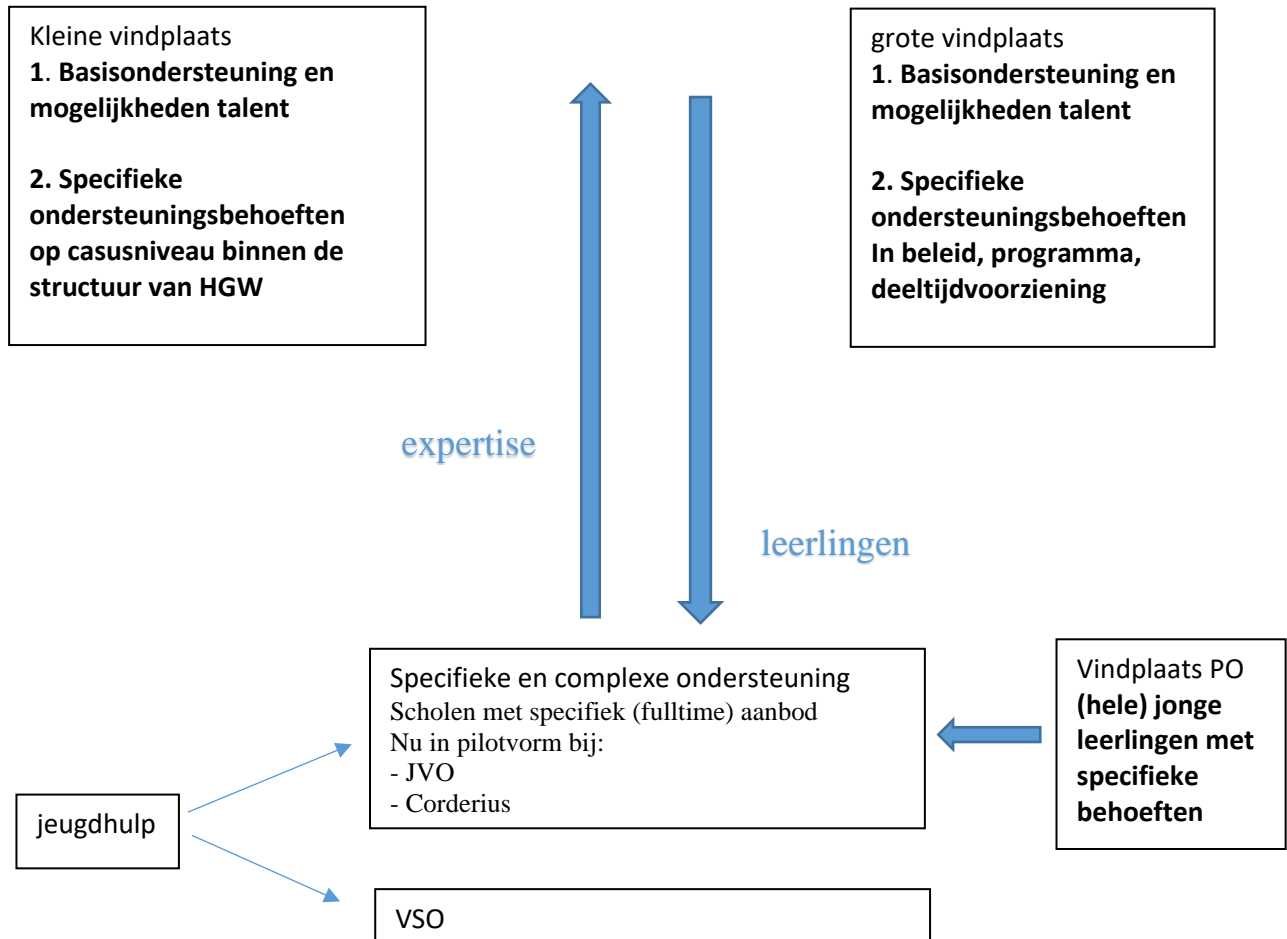 Kleine vindplaats
1. Basisondersteuning en
mogelijkheden talent
2. Specifieke
ondersteuningsbehoeften
op casusniveau binnen de
structuur van HGW
grote vindplaats
1. Basisondersteuning en
mogelijkheden talent
2. Specifieke
ondersteuningsbehoeften
In beleid, programma,
deeltijdvoorziening
expertise
leerlingen
Specifieke en complexe ondersteuning
Scholen met specifiek (fulltime) aanbod
Nu in pilotvorm bij:
- JVO
- Corderius
Vindplaats PO
(hele) jonge
leerlingen met
specifieke
behoeften
jeugdhulp
VSO